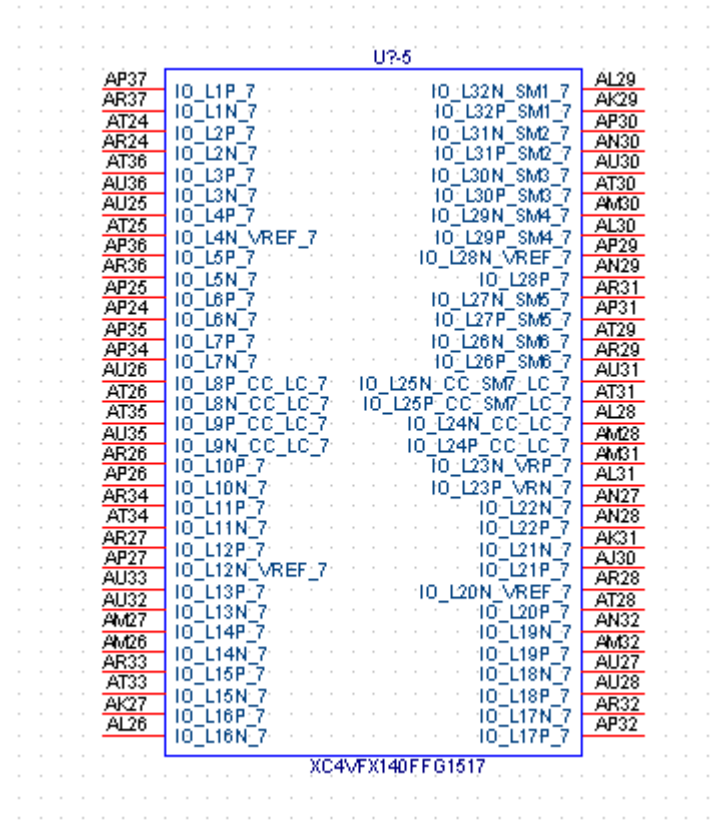 U?-5
AP37 IO_L1P_7 IO_L32N_SM1_7 AL29
AR37 IO_L1N_7 IO_L32P_SM1_7 AK29
AT24 IO_L2P_7 IO_L31N_SM2_7 AP30
AR24 IO_L2N_7 IO_L31P_SM2_7 AN30
AT36 IO_L3P_7 IO_L30N_SM3_7 AU30
AU36 IO_L3N_7 IO_L30P_SM3_7 AT30
AU25 IO_L4P_7 IO_L29N_SM4_7 AM30
AT25 IO_L4N_VREF_7 IO_L29P_SM4_7 AL30
AP36 IO_L5P_7 IO_L28N_VREF_7 AP29
AR36 IO_L5N_7 IO_L28P_7 AN29
AP25 IO_L6P_7 IO_L27N_SM5_7 AR31
AP24 IO_L6N_7 IO_L27P_SM5_7 AP31
AP35 IO_L7P_7 IO_L26N_SM6_7 AT29
AP34 IO_L7N_7 IO_L26P_SM6_7 AR29
AU26 IO_L8P_CC_LC_7 IO_L25N_CC_SM7_LC_7 AU31
AT26 IO_L8N_CC_LC_7 IO_L25P_CC_SM7_LC_7 AT31
AT35 IO_L9P_CC_LC_7 IO_L24N_CC_LC_7 AL28
AU35 IO_L9N_CC_LC_7 IO_L24P_CC_LC_7 AM28
AR26 IO_L10P_7 IO_L23N_VRP_7 AM31
AP26 IO_L10N_7 IO_L23P_VRN_7 AL31
AR34 IO_L11P_7 IO_L22N_7 AN27
AT34 IO_L11N_7 IO_L22P_7 AN28
AR27 IO_L12P_7 IO_L21N_7 AK31
AP27 IO_L12N_VREF_7 IO_L21P_7 AJ30
AU33 IO_L13P_7 IO_L20N_VREF_7 AR28
AU32 IO_L13N_7 IO_L20P_7 AT28
AM27 IO_L14P_7 IO_L19N_7 AN32
AM26 IO_L14N_7 IO_L19P_7 AM32
AR33 IO_L15P_7 IO_L18N_7 AU27
AT33 IO_L15N_7 IO_L18P_7 AU28
AK27 IO_L16P_7 IO_L17N_7 AR32
AL26 IO_L16N_7 IO_L17P_7 AP32
XC4VFX140FFG1517